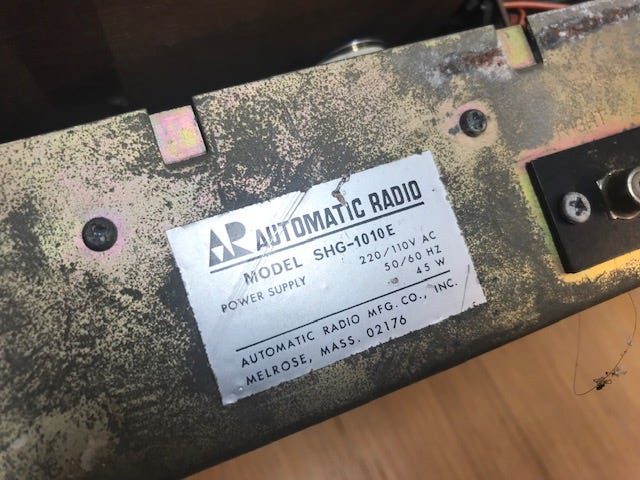 AR AUTOMATIC RADIO
MODEL SHG-1010E
POWER SUPPLY 220/110V AC
50/60 HZ
45 W
AUTOMATIC RADIO MFG. CO., INC.
MELROSE, MASS. 02176